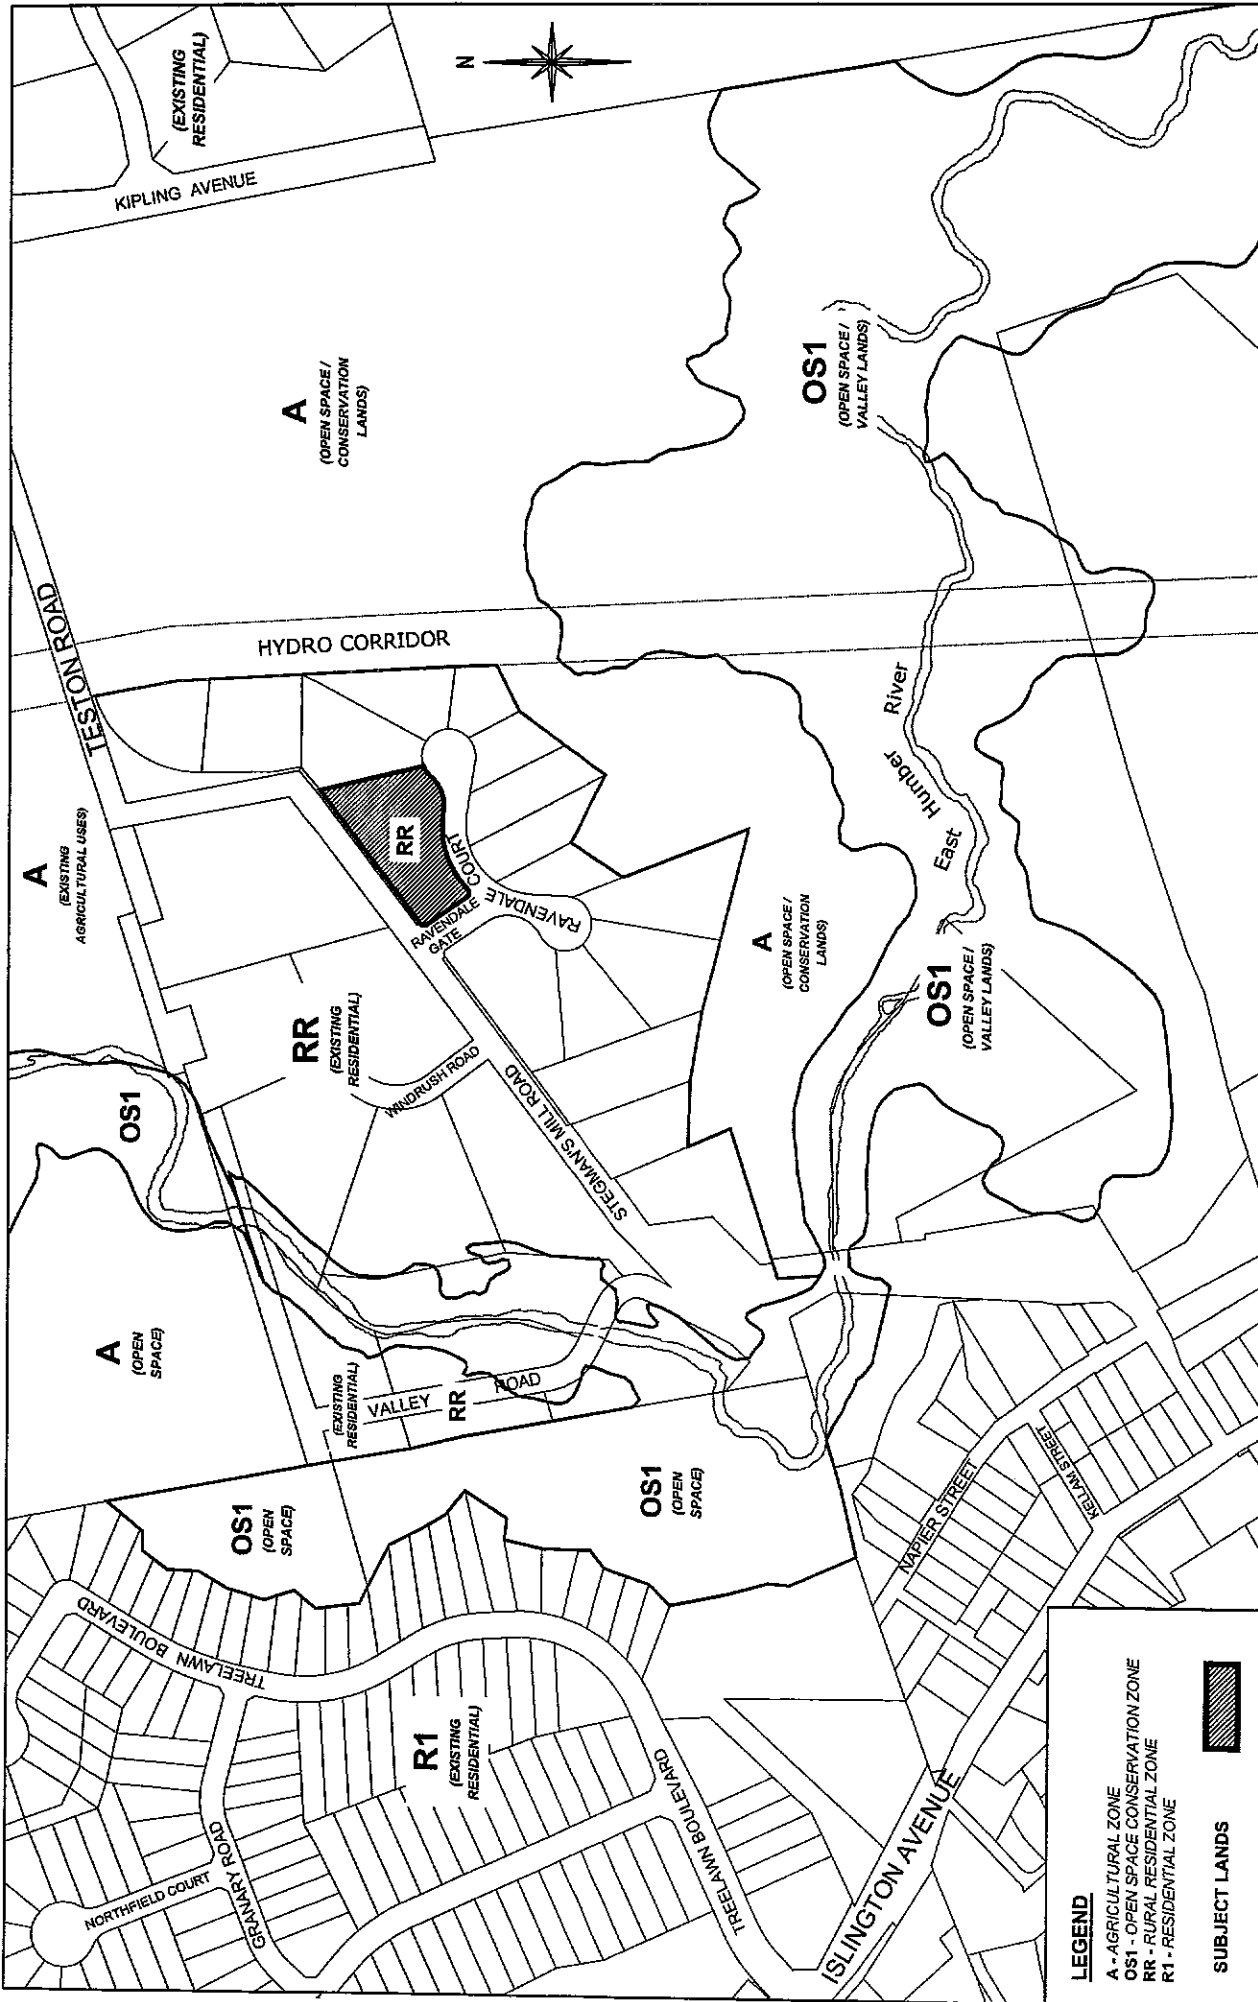 N
(EXISTING
RESIDENTIAL)
KIPLING AVENUE
A
(OPEN SPACE /
CONSERVATION
LANDS)
OS1
(OPEN SPACE /
VALLEY LANDS)
TESTON ROAD
HYDRO CORRIDOR
A
(EXISTING
AGRICULTURAL USES)
RR
RAVENDALE COURT
RAVENDALE
GATE
River
Humber
East
A
(OPEN SPACE /
CONSERVATION
LANDS)
OS1
(OPEN SPACE /
VALLEY LANDS)
RR
(EXISTING
RESIDENTIAL)
WINDRUSH ROAD
STEGMAN'S MILL ROAD
OS1
A
(OPEN
SPACE)
(EXISTING
RESIDENTIAL)
VALLEY ROAD
RR
OS1
(OPEN
SPACE)
OS1
(OPEN
SPACE)
NAPIER STREET
KELLAM STREET
TREELAWN BOULEVARD
R1
(EXISTING
RESIDENTIAL)
TREELAWN BOULEVARD
NORTHFIELD COURT
GRANARY ROAD
ISLINGTON AVENUE
LEGEND
A - AGRICULTURAL ZONE
OS1 - OPEN SPACE CONSERVATION ZONE
RR - RURAL RESIDENTIAL ZONE
R1 - RESIDENTIAL ZONE
SUBJECT LANDS